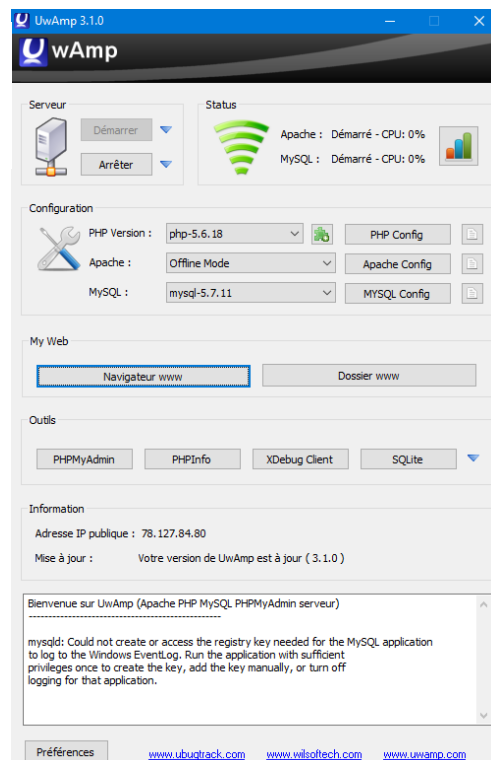 UwAmp 3.1.0
U wAmp
Serveur
Démarrer
Arrêter
Status
Apache : Démarré - CPU: 0%
MySQL : Démarré - CPU: 0%
Configuration
PHP Version : php-5.6.18 PHP Config
Apache : Offline Mode Apache Config
MySQL : mysql-5.7.11 MYSQL Config
My Web
Navigateur www Dossier www
Outils
PHPMyAdmin PHPInfo XDebug Client SQLite
Information
Adresse IP publique : 78.127.84.80
Mise à jour : Votre version de UwAmp est à jour ( 3.1.0 )
Bienvenue sur UwAmp (Apache PHP MySQL PHPMyAdmin serveur)
------------------------------------------------
mysqld: Could not create or access the registry key needed for the MySQL application
to log to the Windows EventLog. Run the application with sufficient
privileges once to create the key, add the key manually, or turn off
logging for that application.
Préférences www.ubugtrack.com www.wilsoftech.com www.uwamp.com